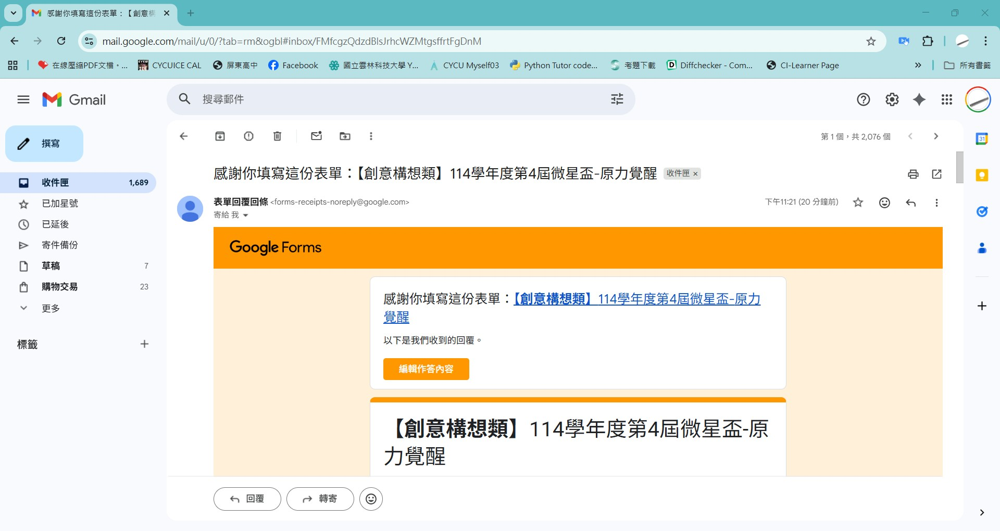 感謝你填寫這份表單：【創意構
mail.google.com/mail/u/0/?tab=rm&ogbl#inbox/FMfcgzQdzdBlsJrhcWZMtgsffrtFgDnM
在線壓縮PDF文檔。... CYCUICE CAL 屏東高中 Facebook 國立雲林科技大學 Y... CYCU Myself03 Python Tutor code... 考題下載 Diffchecker - Com... CI-Learner Page 所有書籤
Gmail
搜尋郵件
撰寫
第 1 個，共 2,076 個
感謝你填寫這份表單：【創意構想類】114學年度第4屆微星盃-原力覺醒 收件匣
收件匣 1,689
表單回覆回條 <forms-receipts-noreply@google.com> 下午11:21 (20 分鐘前)
寄給 我
已加星號
已延後
寄件備份
草稿 7
購物交易 23
更多
標籤
Google Forms
感謝你填寫這份表單：【創意構想類】114學年度第4屆微星盃-原力
覺醒
以下是我們收到的回覆。
編輯作答內容
【創意構想類】114學年度第4屆微星盃-原
力覺醒
回覆 轉寄
31